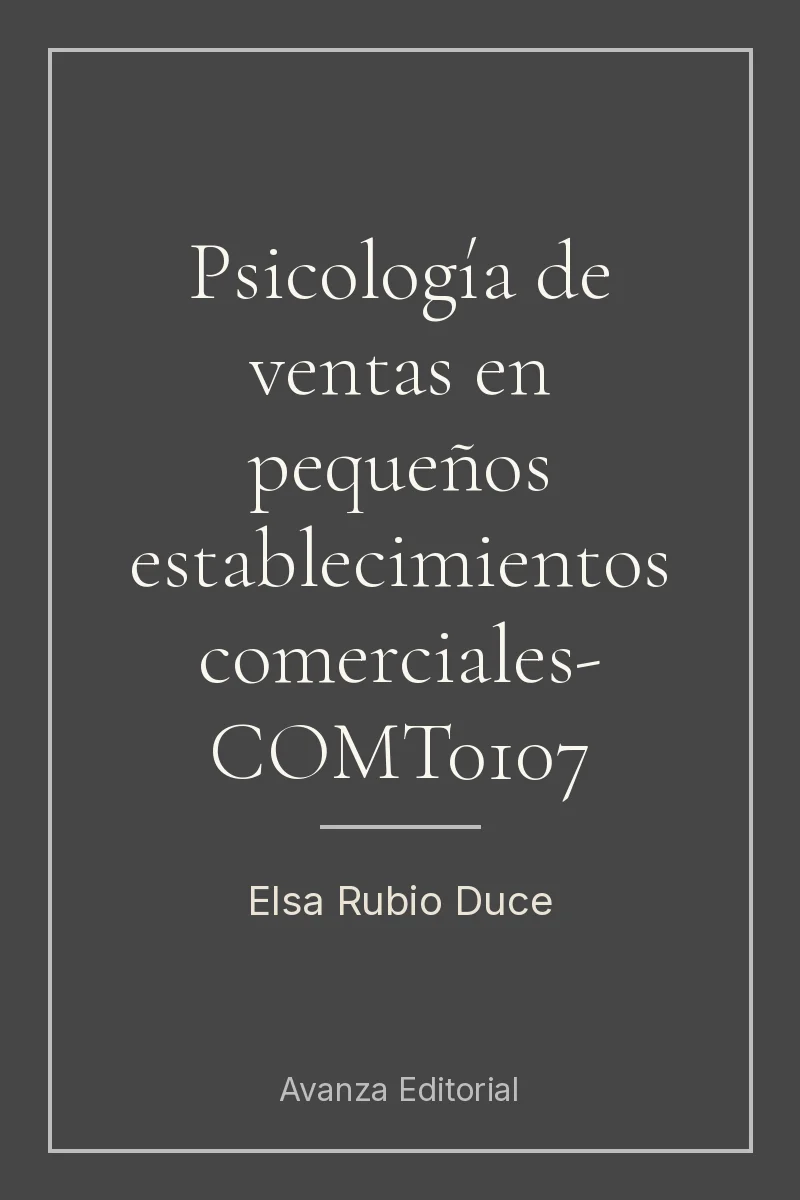 Psicología de
ventas en
pequeños
establecimientos
comerciales-
COMT0107
Elsa Rubio Duce
Avanza Editorial